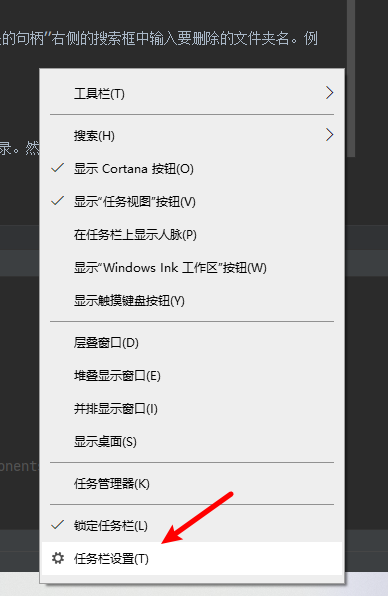 的句柄”右侧的搜索框中输入要删除的文件夹名。例
工具栏(T)
搜索(H)
录。然
显示 Cortana 按钮(O)
显示“任务视图”按钮(V)
在任务栏上显示人脉(P)
显示“Windows Ink 工作区”按钮(W)
显示触摸键盘按钮(Y)
层叠窗口(D)
堆叠显示窗口(E)
并排显示窗口(I)
显示桌面(S)
onents
任务管理器(K)
锁定任务栏(L)
任务栏设置(T)